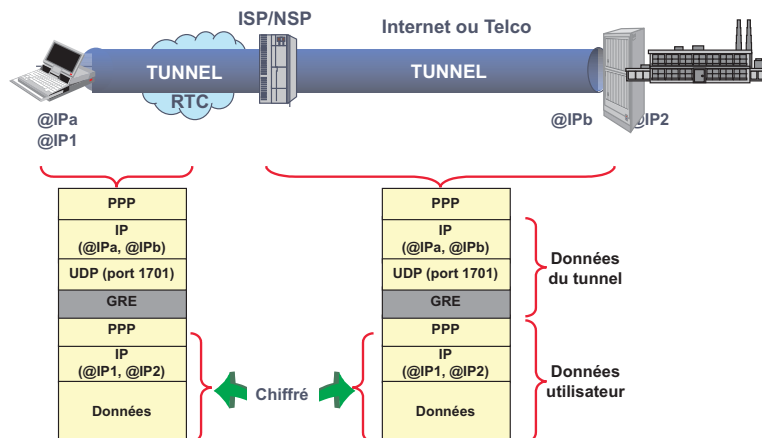 ISP/NSP
Internet ou Telco
TUNNEL
TUNNEL
RTC
@IPa
@IP1
@IPb
@IP2
PPP
IP
(@IPa, @IPb)
UDP (port 1701)
GRE
PPP
IP
(@IP1, @IP2)
Données
PPP
IP
(@IPa, @IPb)
UDP (port 1701)
GRE
PPP
IP
(@IP1, @IP2)
Données
Chiffré
Données
du tunnel
Données
utilisateur